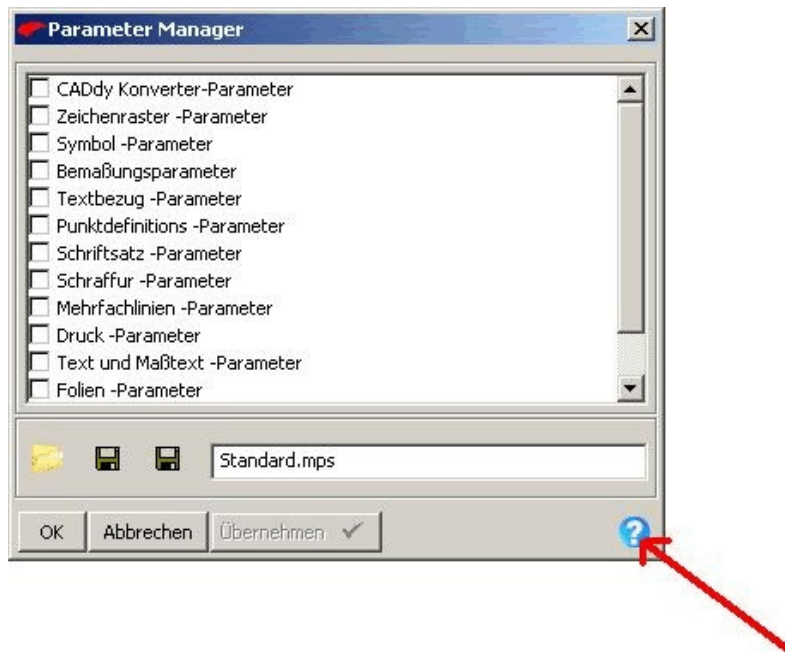 Parameter Manager
CADdy Konverter-Parameter
Zeichenraster -Parameter
Symbol -Parameter
Bemaßungsparameter
Textbezug -Parameter
Punktdefinitions -Parameter
Schriftsatz -Parameter
Schraffur -Parameter
Mehrfachlinien -Parameter
Druck -Parameter
Text und Maßtext -Parameter
Folien -Parameter
Standard.mps
OK Abbrechen Übernehmen ?